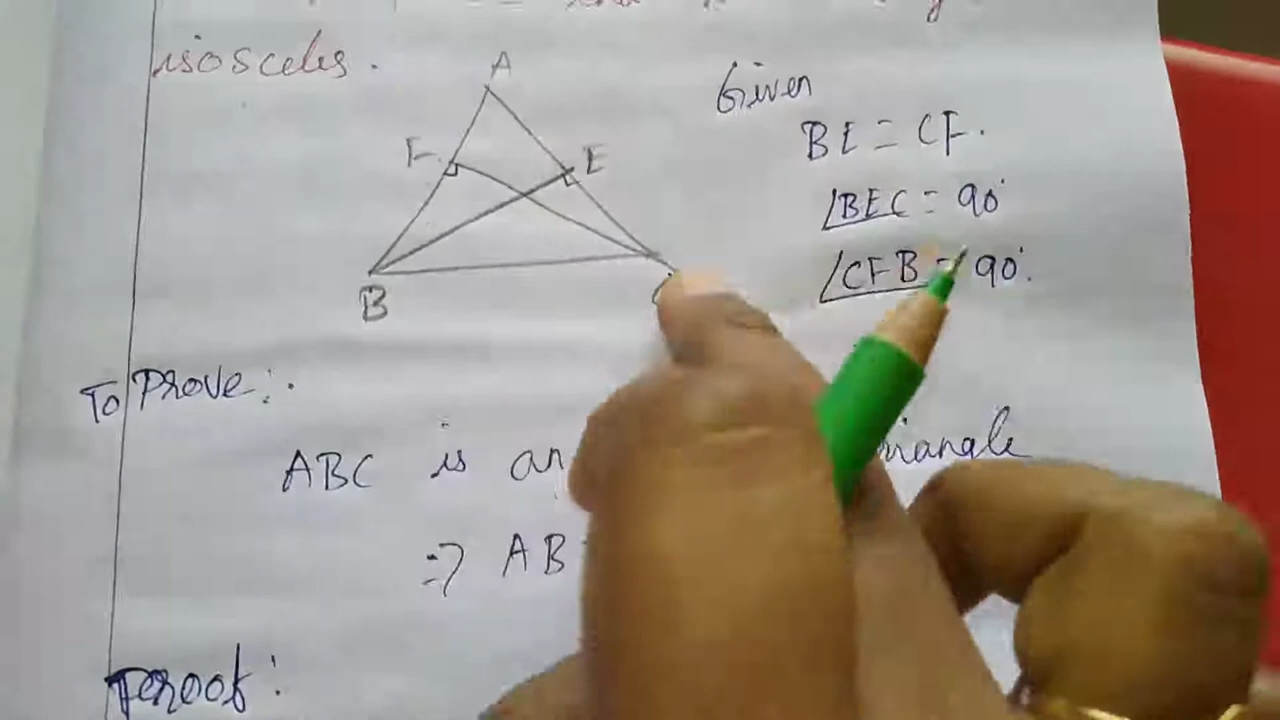 isosceles.
A
F
E
B
Given
BE = CF.
∠BEC = 90°
∠CFB = 90°.
To Prove:
ABC is an
⇒ AB
Proof: